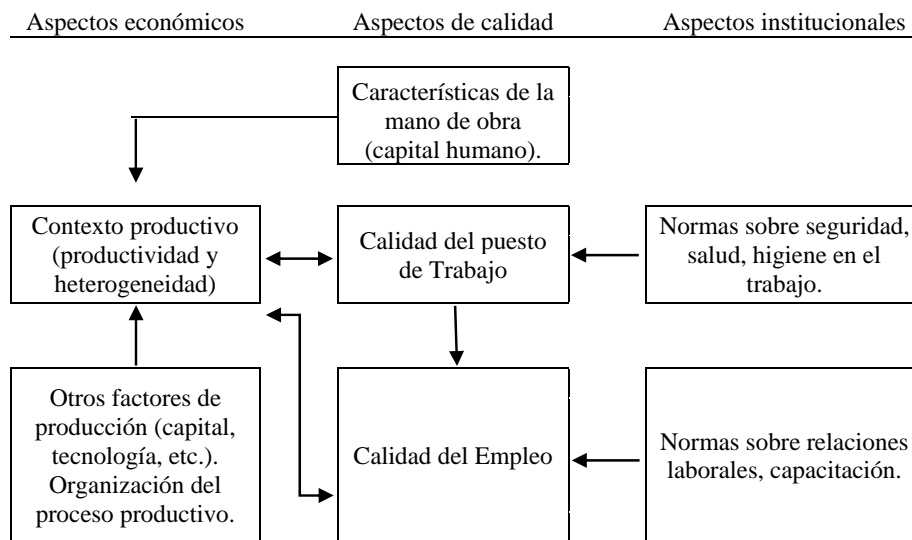 Aspectos económicos
Aspectos de calidad
Aspectos institucionales
Características de la
mano de obra
(capital humano).
Contexto productivo
(productividad y
heterogeneidad)
Calidad del puesto
de Trabajo
Normas sobre seguridad,
salud, higiene en el
trabajo.
Otros factores de
producción (capital,
tecnología, etc.).
Organización del
proceso productivo.
Calidad del Empleo
Normas sobre relaciones
laborales, capacitación.